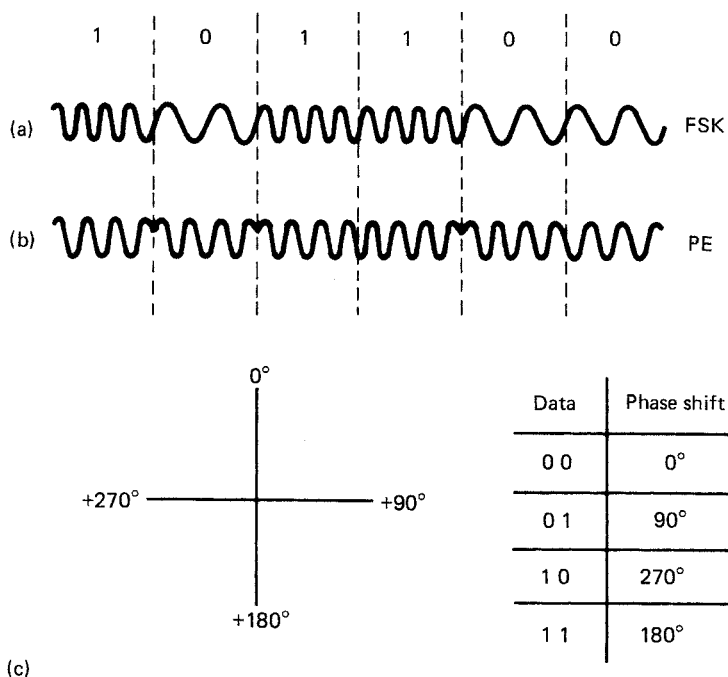 1 0 1 1 0 0
(a) FSK
(b) PE
0°
+270° +90°
+180°
Data Phase shift
0 0 0°
0 1 90°
1 0 270°
1 1 180°
(c)